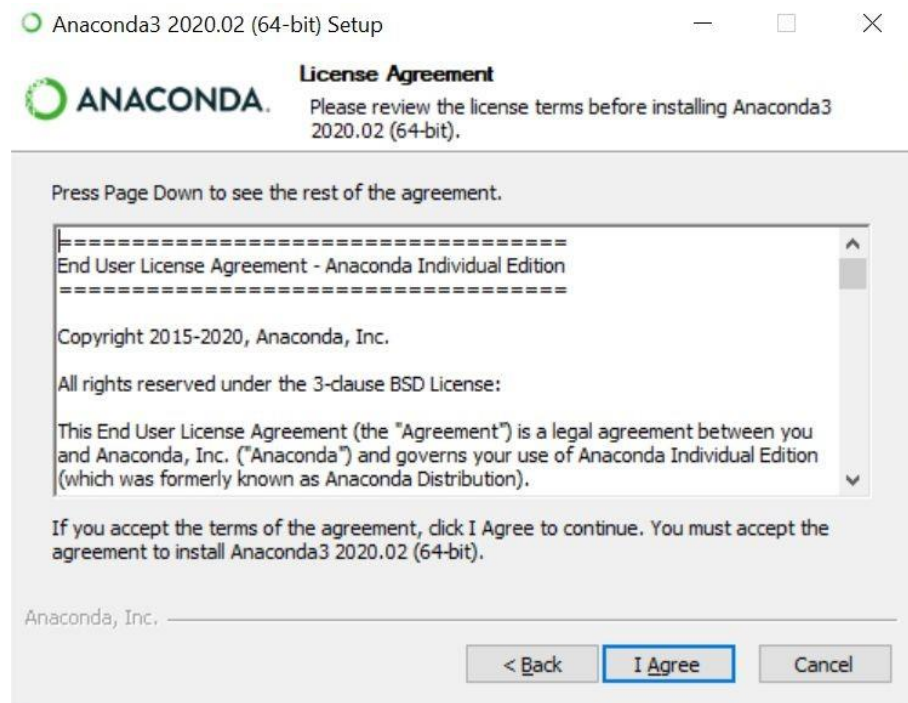 Anaconda3 2020.02 (64-bit) Setup
ANACONDA.
License Agreement
Please review the license terms before installing Anaconda3
2020.02 (64-bit).
Press Page Down to see the rest of the agreement.
===================================
End User License Agreement - Anaconda Individual Edition
===================================
Copyright 2015-2020, Anaconda, Inc.
All rights reserved under the 3-clause BSD License:
This End User License Agreement (the "Agreement") is a legal agreement between you
and Anaconda, Inc. ("Anaconda") and governs your use of Anaconda Individual Edition
(which was formerly known as Anaconda Distribution).
If you accept the terms of the agreement, click I Agree to continue. You must accept the
agreement to install Anaconda3 2020.02 (64-bit).
Anaconda, Inc.
< Back
I Agree
Cancel